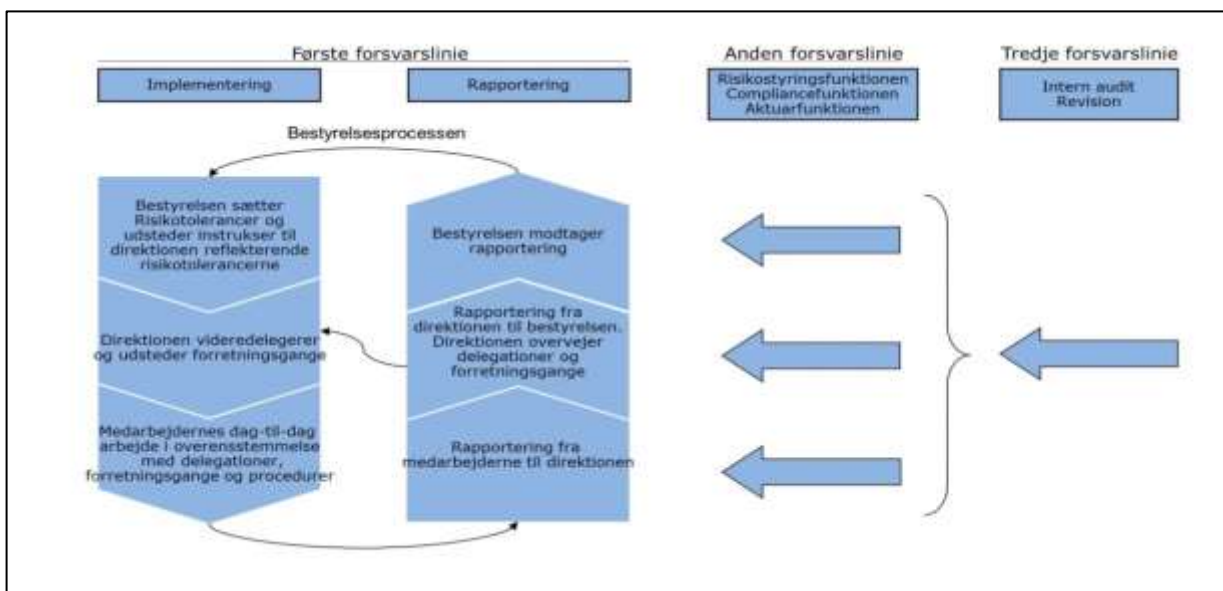 Første forsvarslinie
Implementering
Rapportering
Anden forsvarslinie
Risikostyringsfunktionen
Compliancefunktionen
Aktuarfunktionen
Tredje forsvarslinie
Intern audit
Revision
Bestyrelsesprocessen
Bestyrelsen sætter
Risikotolerancer og
udsteder instrukser til
direktionen reflekterende
risikotolerancerne
Direktionen videredelegerer
og udsteder forretningsgange
Medarbejdernes dag-til-dag
arbejde i overensstemmelse
med delegationer,
forretningsgange og procedurer
Bestyrelsen modtager
rapportering
Rapportering fra
direktionen til bestyrelsen.
Direktionen overvejer
delegationer og
forretningsgange
Rapportering fra
medarbejderne til direktionen